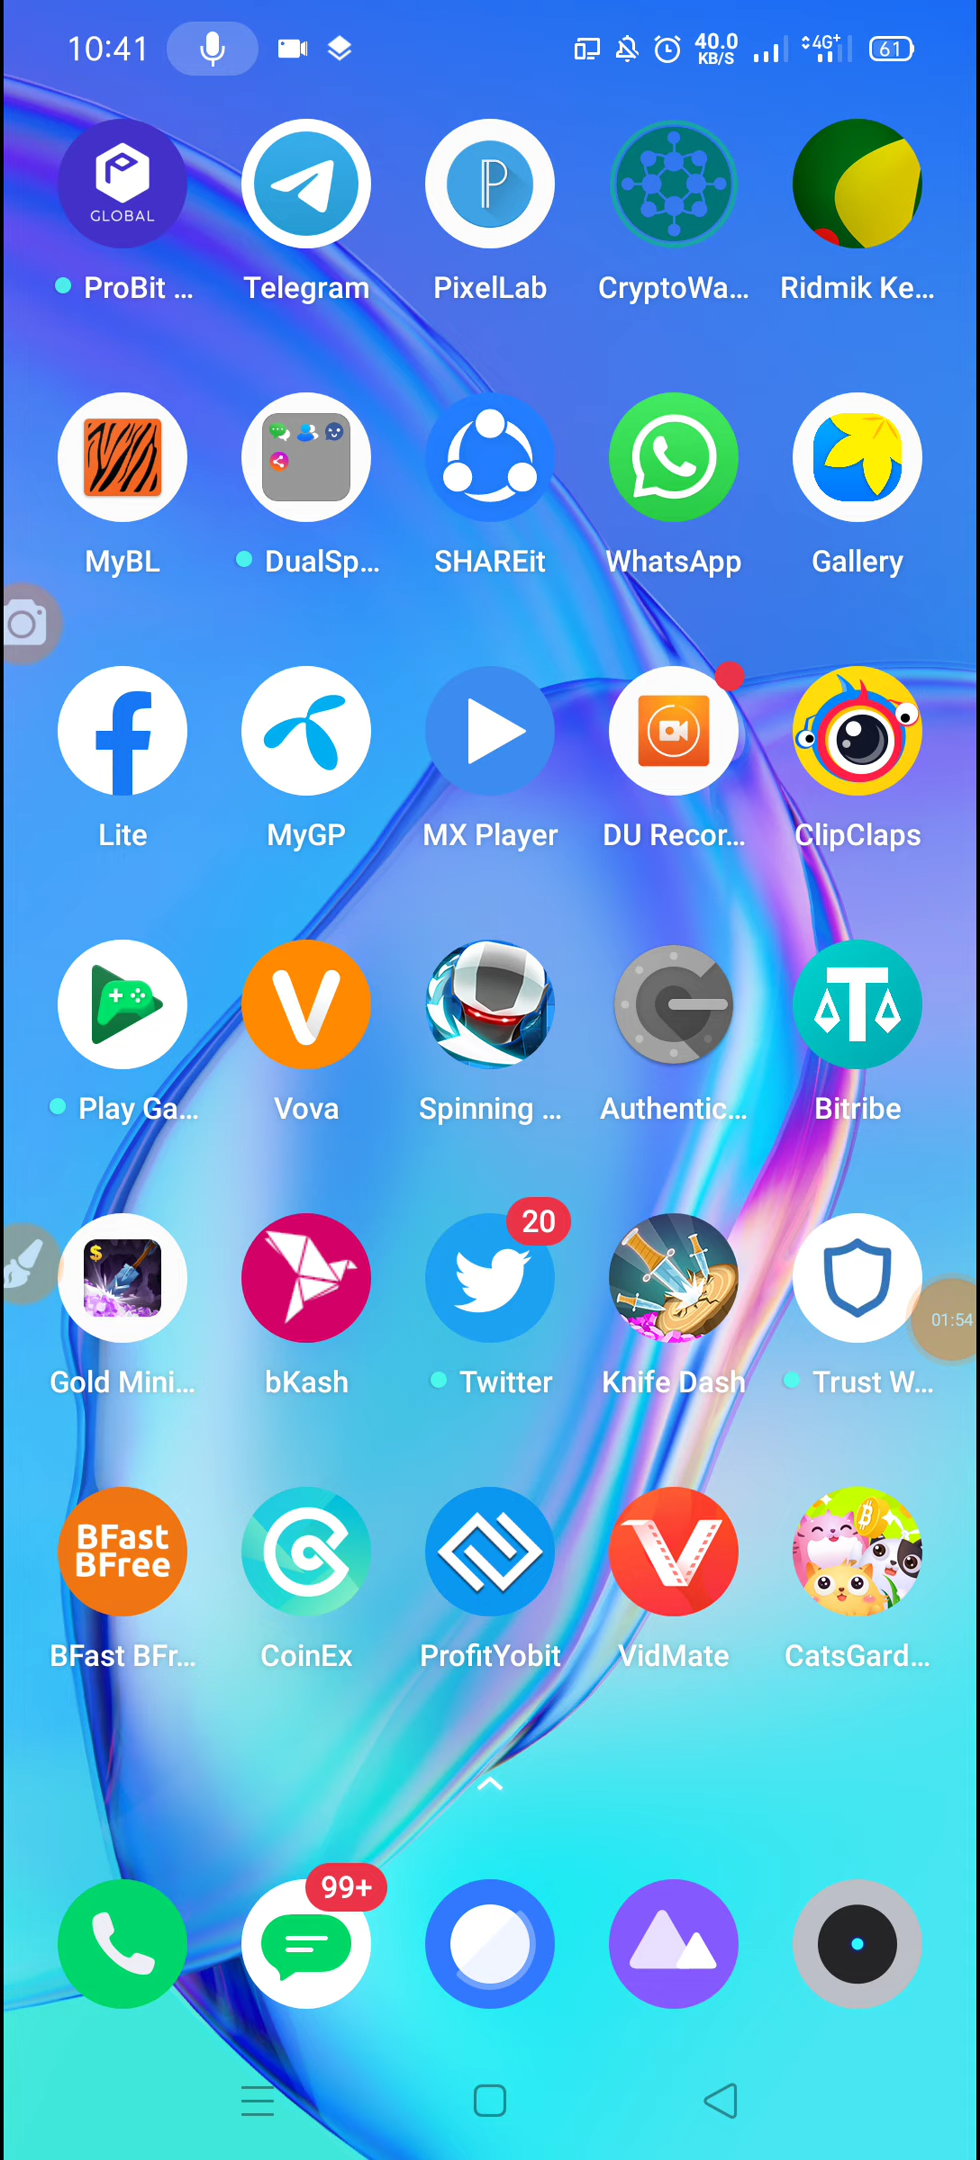 10:41
40.0
KB/S
4G+
61
GLOBAL
ProBit ...
Telegram
PixelLab
CryptoWa...
Ridmik Ke...
MyBL
DualSp...
SHAREit
WhatsApp
Gallery
Lite
MyGP
MX Player
DU Recor...
ClipClaps
Play Ga...
Vova
Spinning ...
Authentic...
Bitribe
20
01:54
Gold Mini...
bKash
Twitter
Knife Dash
Trust W...
BFast
BFree
BFast BFr...
CoinEx
ProfitYobit
VidMate
CatsGard...
99+